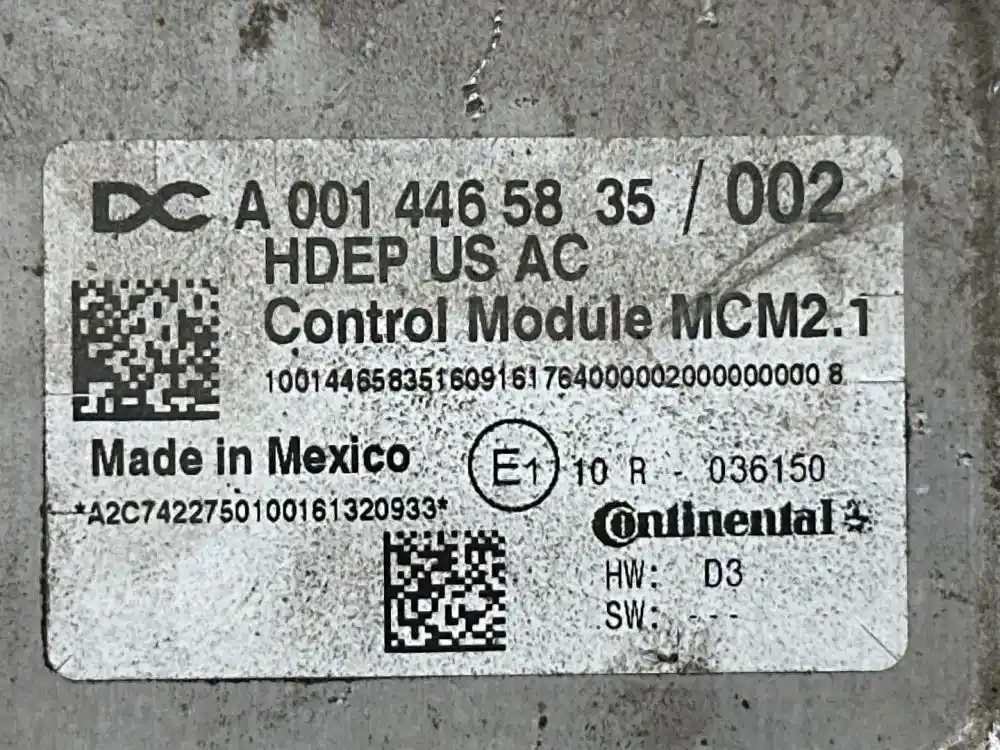 DC A 001 446 58 35 / 002
HDEP US AC
Control Module MCM2.1
10014465835160916176400000200000000008
Made in Mexico
E1 10 R - 036150
*A2C7422750100161320933*
Continental
HW: D3
SW: ---